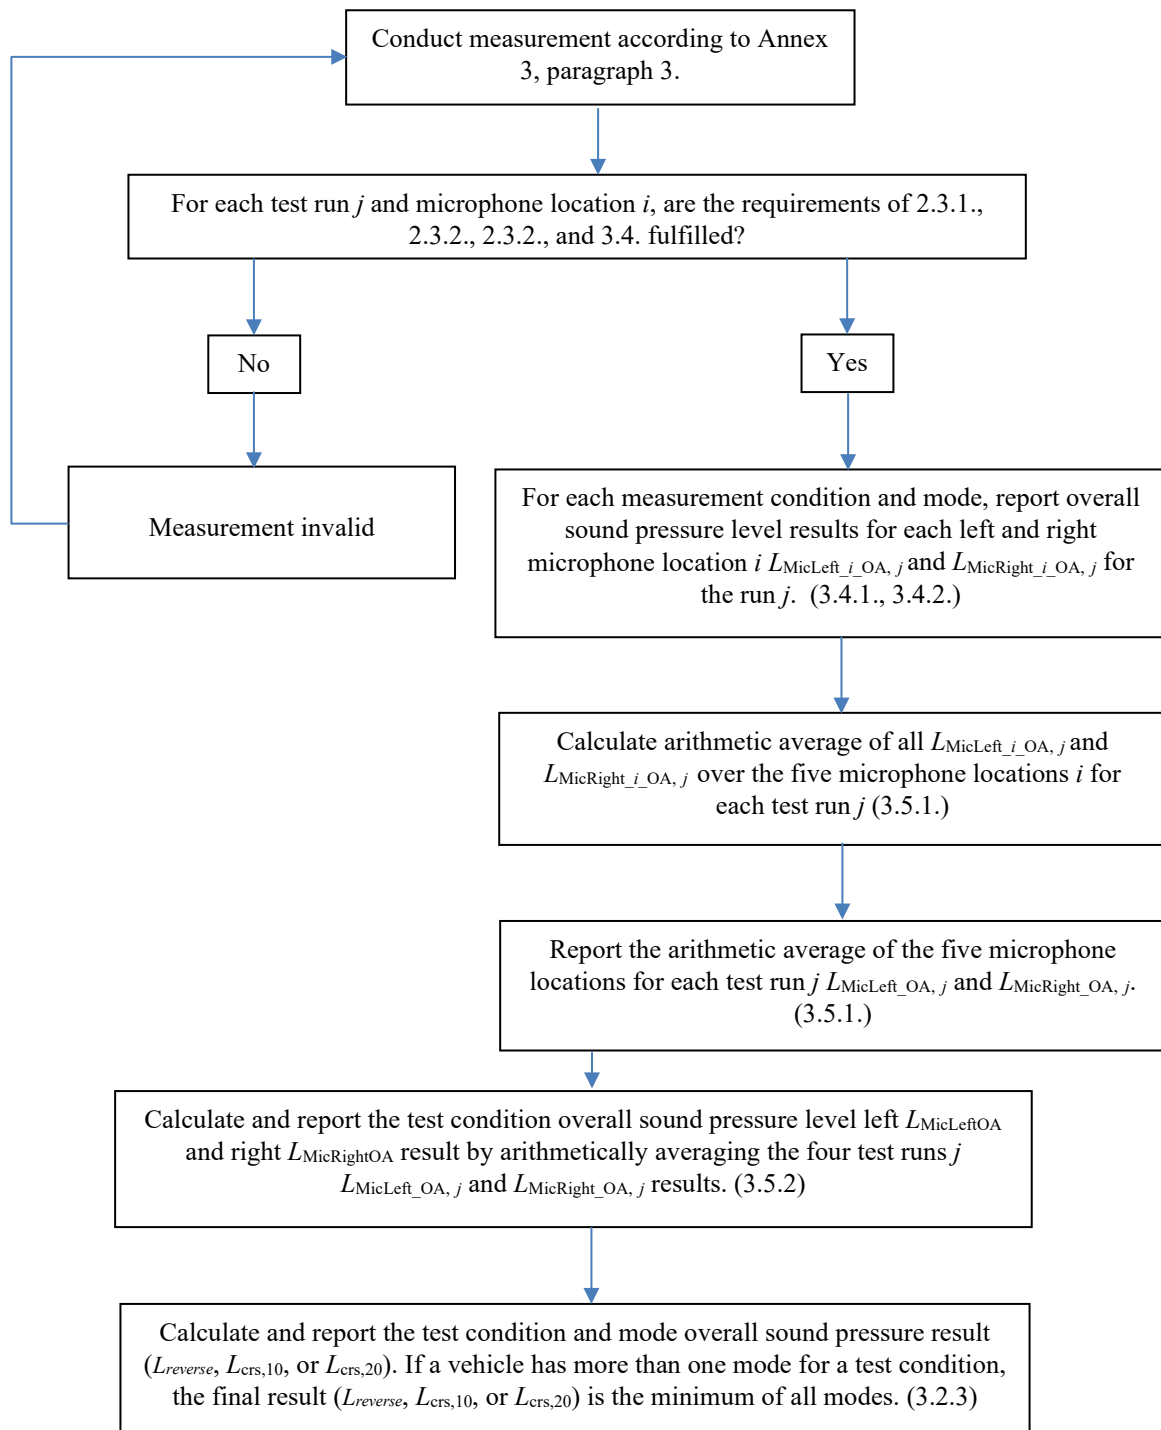 Conduct measurement according to Annex
3, paragraph 3.
For each test run j and microphone location i, are the requirements of 2.3.1.,
2.3.2., 2.3.2., and 3.4. fulfilled?
No
Yes
Measurement invalid
For each measurement condition and mode, report overall
sound pressure level results for each left and right
microphone location i LMicLeft_i_OA, j and LMicRight_i_OA, j for
the run j. (3.4.1., 3.4.2.)
Calculate arithmetic average of all LMicLeft_i_OA, j and
LMicRight_i_OA, j over the five microphone locations i for
each test run j (3.5.1.)
Report the arithmetic average of the five microphone
locations for each test run j LMicLeft_OA, j and LMicRight_OA, j.
(3.5.1.)
Calculate and report the test condition overall sound pressure level left LMicLeftOA
and right LMicRightOA result by arithmetically averaging the four test runs j
LMicLeft_OA, j and LMicRight_OA, j results. (3.5.2)
Calculate and report the test condition and mode overall sound pressure result
(Lreverse, Lcrs,10, or Lcrs,20). If a vehicle has more than one mode for a test condition,
the final result (Lreverse, Lcrs,10, or Lcrs,20) is the minimum of all modes. (3.2.3)